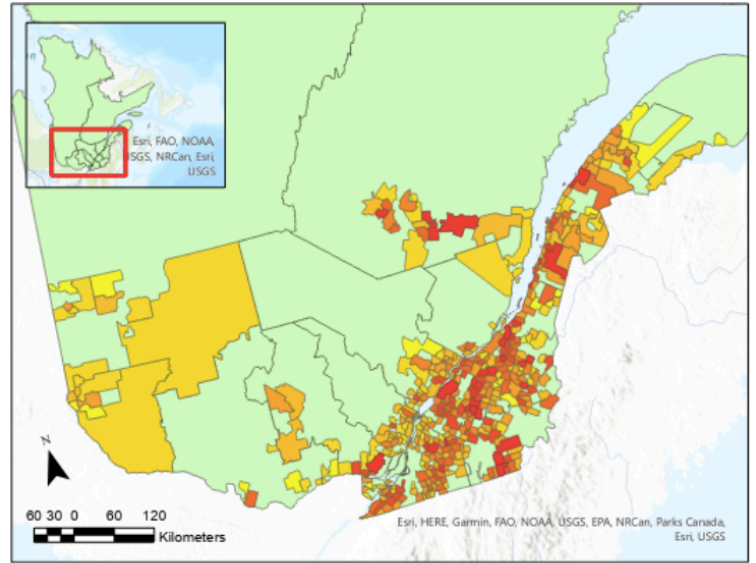 Esri, FAO, NOAA,
USGS, NRCan, Esri,
USGS
N
60 30 0 60 120
Kilometers
Esri, HERE, Garmin, FAO, NOAA, USGS, EPA, NRCan, Parks Canada,
Esri, USGS